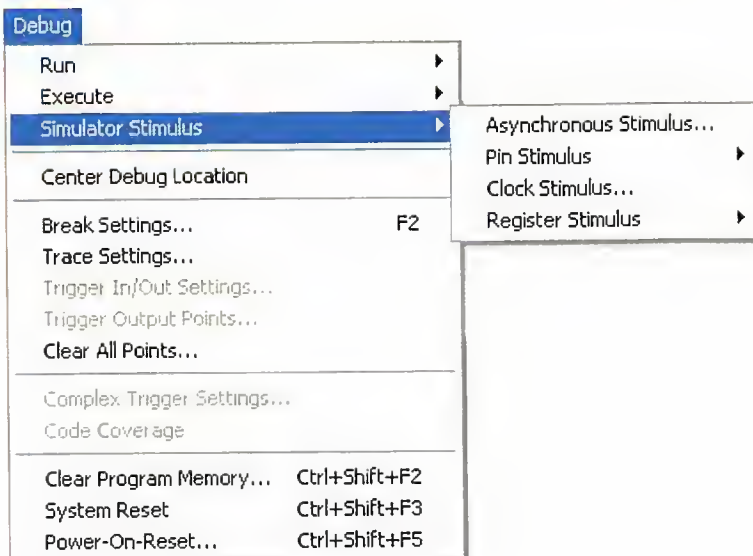 Debug
Run
Execute
Simulator Stimulus
Asynchronous Stimulus...
Pin Stimulus
Clock Stimulus...
Register Stimulus
Center Debug Location
Break Settings... F2
Trace Settings...
Trigger In/Out Settings...
Trigger Output Points...
Clear All Points...
Complex Trigger Settings...
Code Coverage
Clear Program Memory... Ctrl+Shift+F2
System Reset Ctrl+Shift+F3
Power-On-Reset... Ctrl+Shift+F5